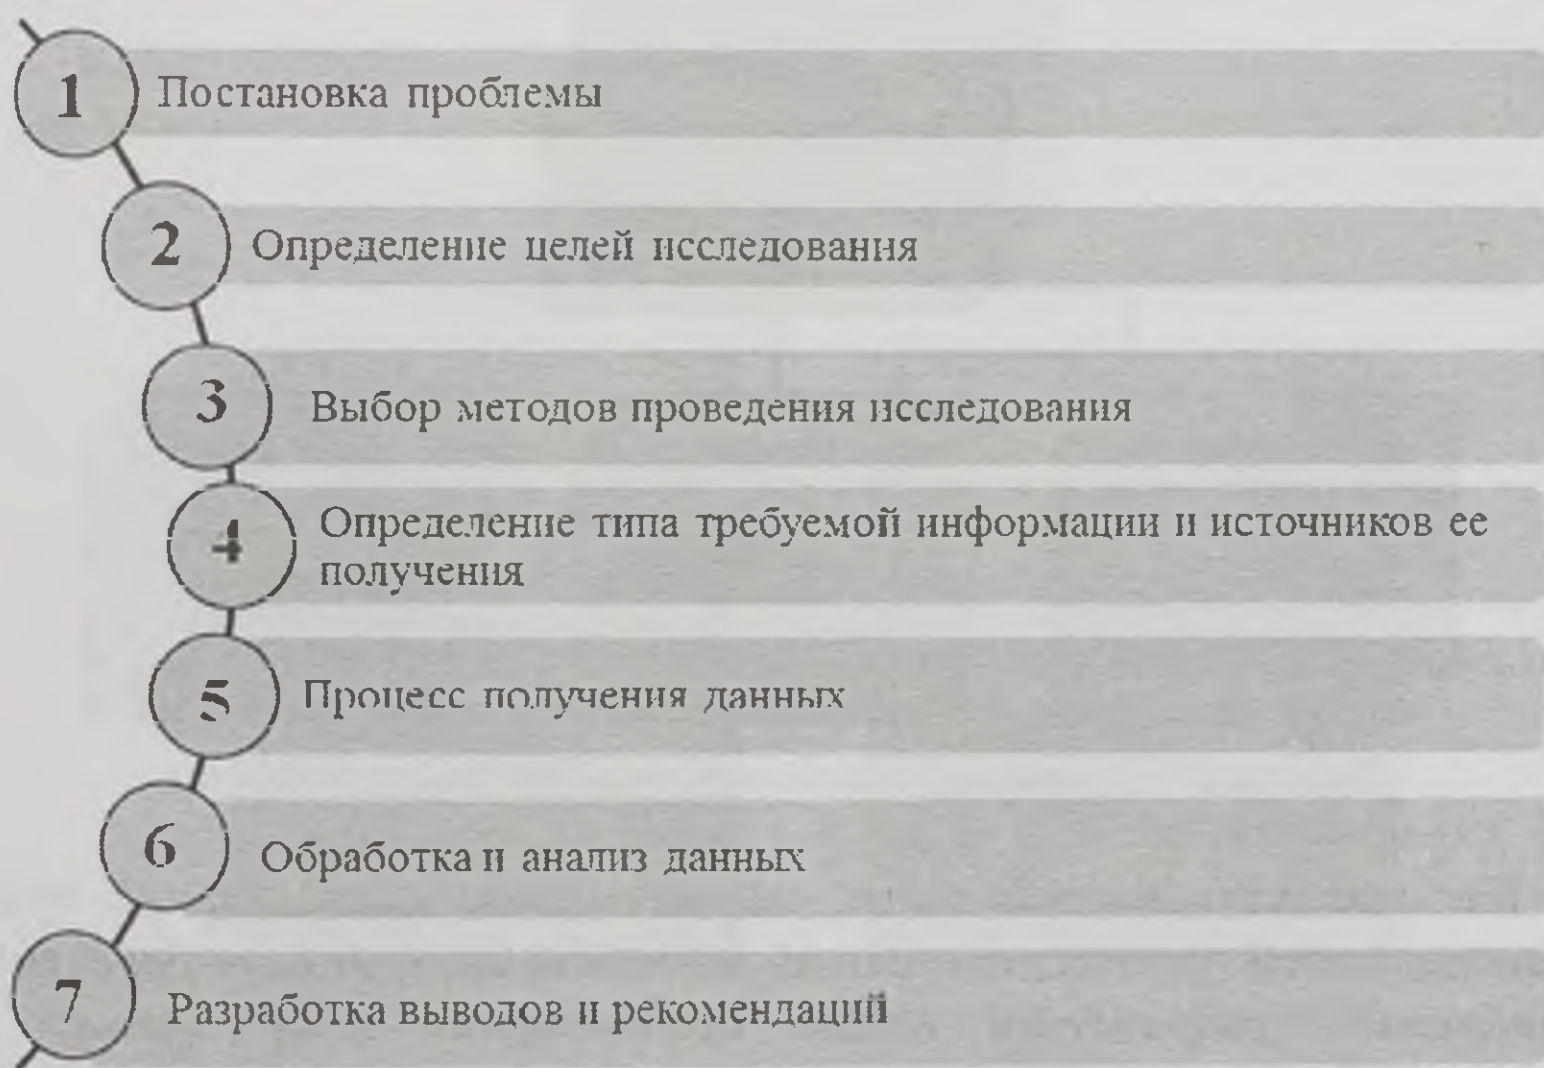 1 Постановка проблемы
2 Определение целей исследования
3 Выбор методов проведения исследования
4 Определение типа требуемой информации и источников ее
получения
5 Процесс получения данных
6 Обработка и анализ данных
7 Разработка выводов и рекомендаций